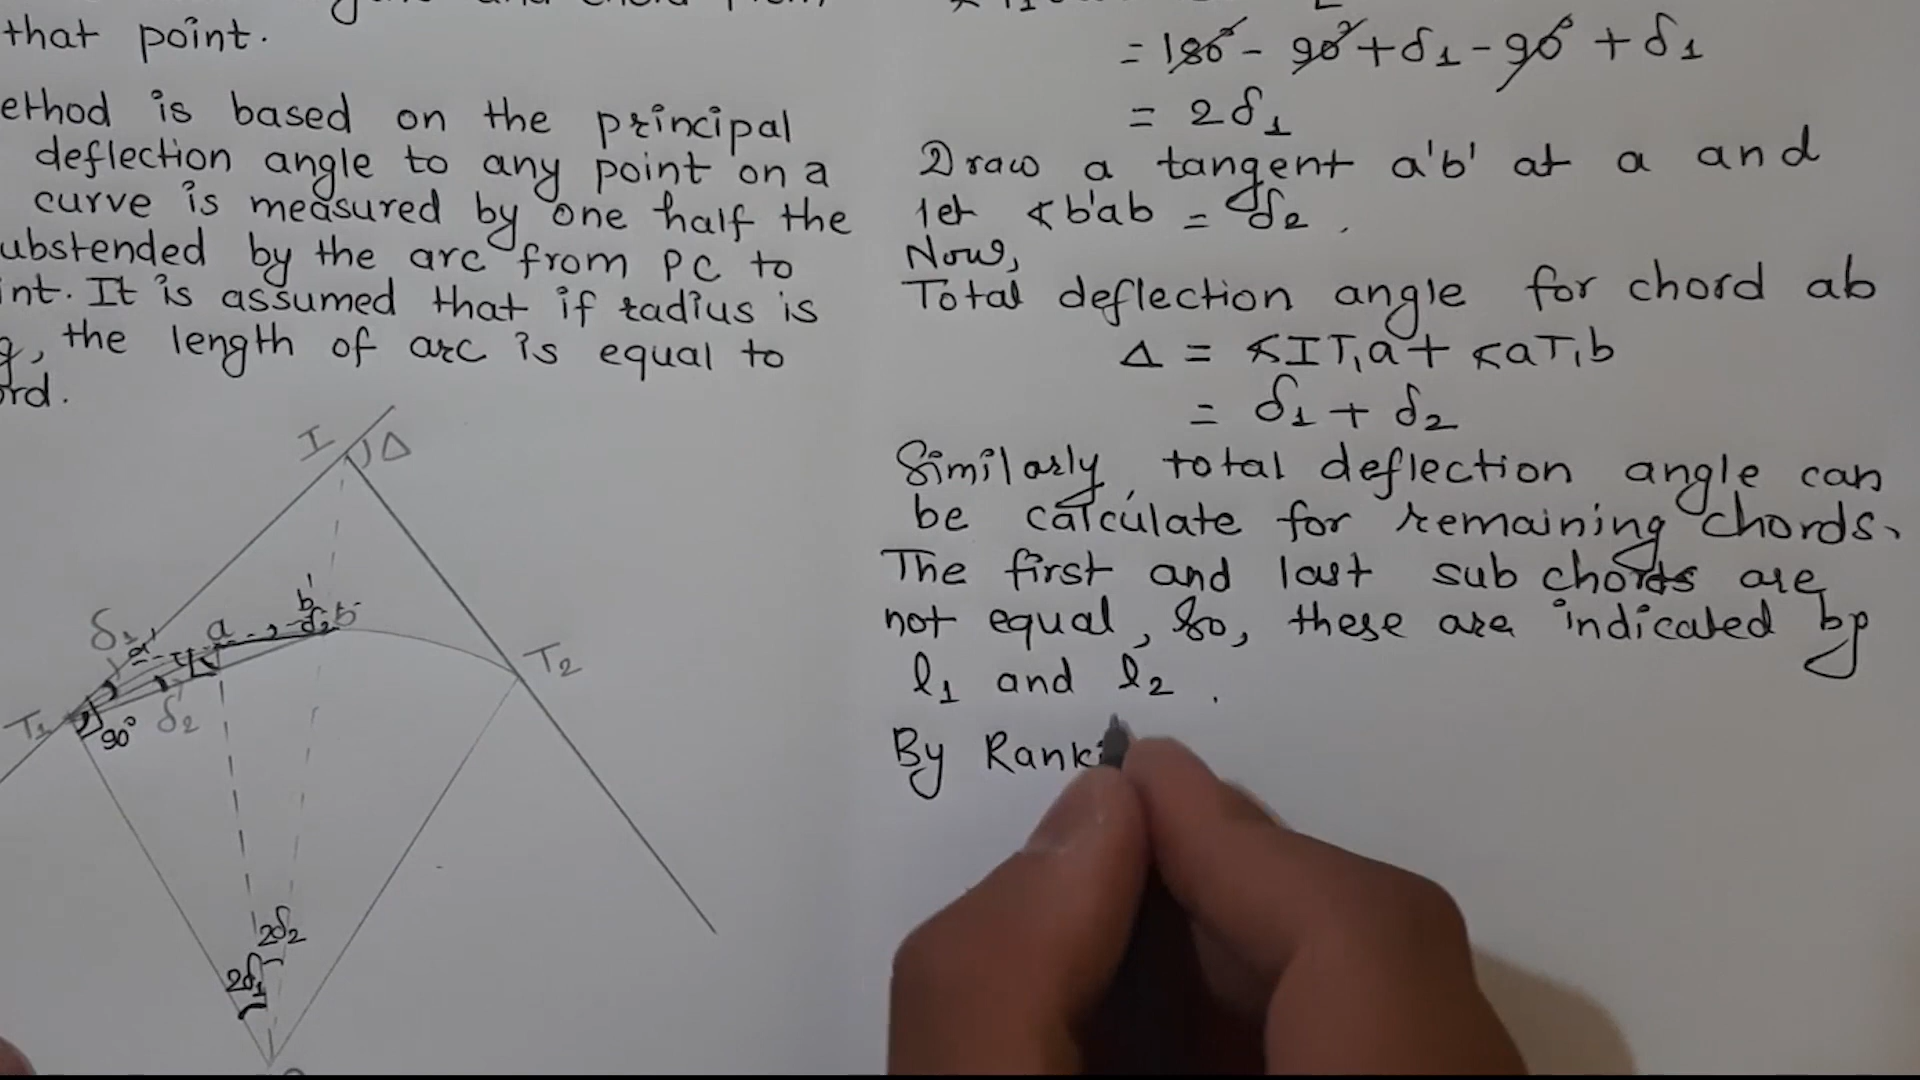 that point.
ethod is based on the principal
deflection angle to any point on a
curve is measured by one half the
ubstended by the arc from PC to
int. It is assumed that if radius is
g, the length of arc is equal to
ord.
I Δ
δ1 a' a b' δ2 b
T1 90° δ2 T2
2δ2
2δ1
= 180° - 90° + δ1 - 90° + δ1
= 2δ1
Draw a tangent a'b' at a and
let ∢b'ab = δ2.
Now,
Total deflection angle for chord ab
Δ = ∢IT1a + ∢aT1b
= δ1 + δ2
Similarly, total deflection angle can
be calculate for remaining chords.
The first and last sub chords are
not equal, so, these are indicated by
l1 and l2.
By Ranki